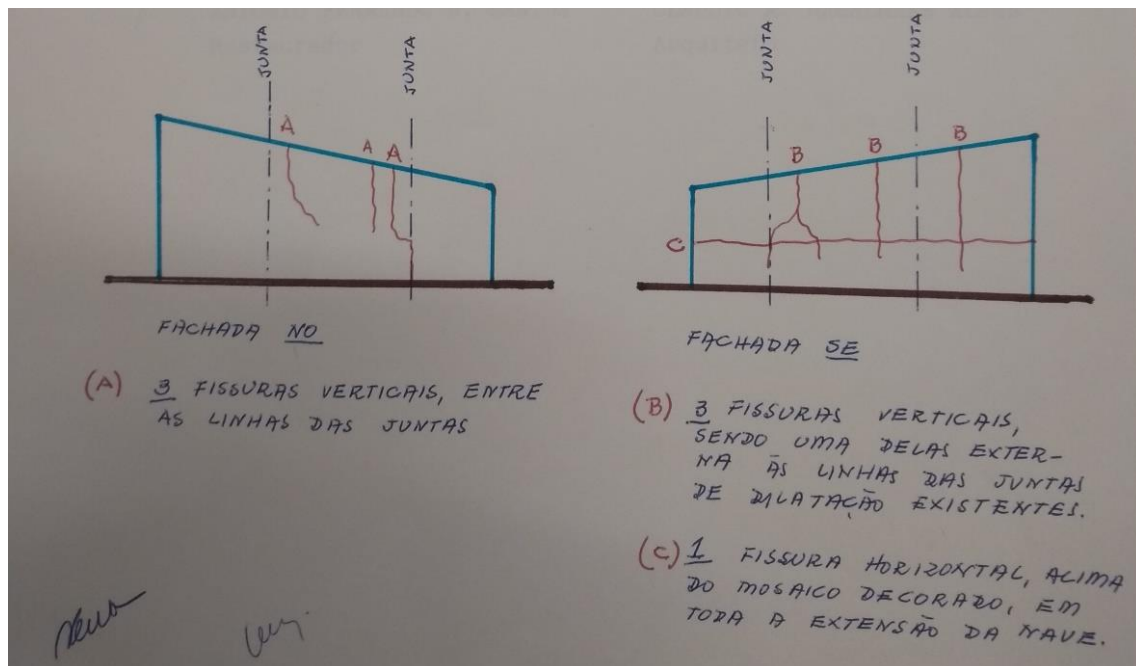 JUNTA
JUNTA
A
A
A
FACHADA NO
(A) 3 FISSURAS VERTICAIS, ENTRE
AS LINHAS DAS JUNTAS
JUNTA
JUNTA
B
B
B
C
FACHADA SE
(B) 3 FISSURAS VERTICAIS,
SENDO UMA DELAS EXTER-
NA ÀS LINHAS DAS JUNTAS
DE DILATAÇÃO EXISTENTES.
(C) 1 FISSURA HORIZONTAL, ACIMA
DO MOSAICO DECORADO, EM
TODA A EXTENSÃO DA NAVE.